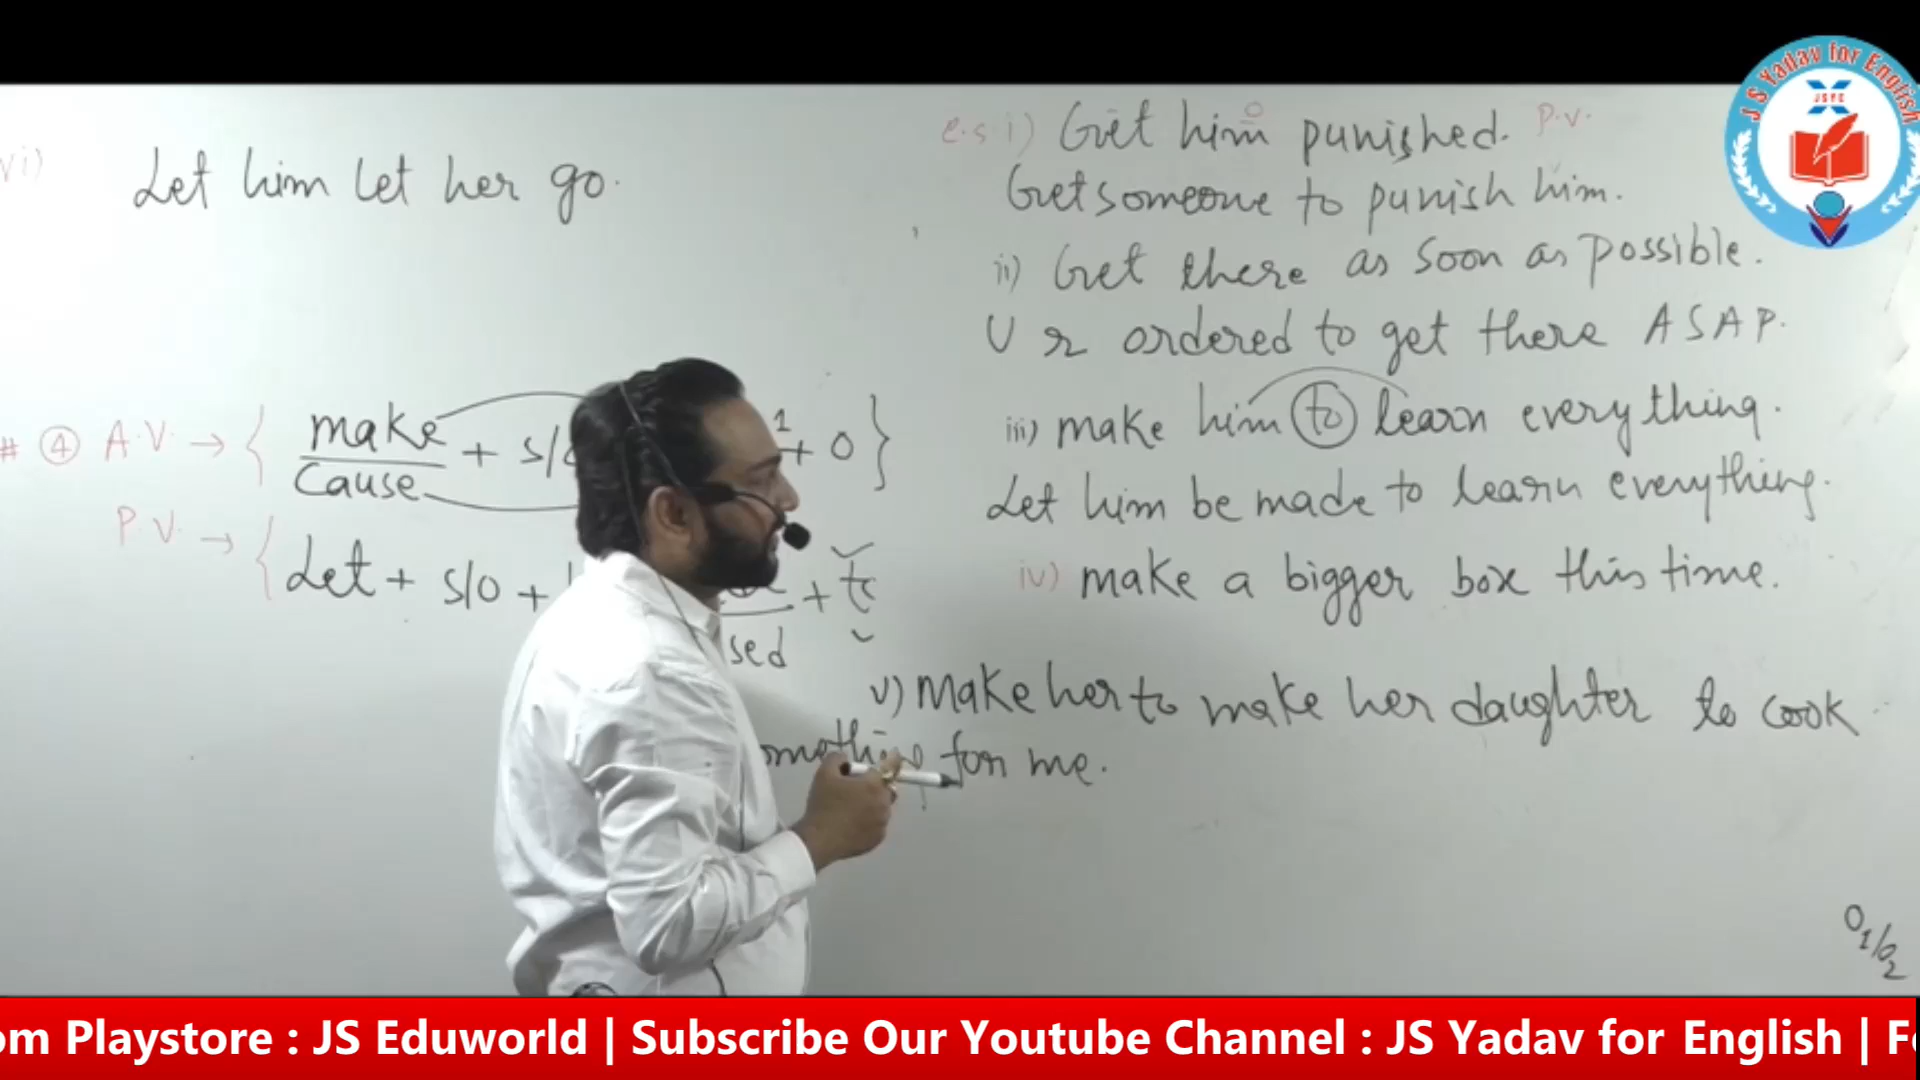 vi) Let him let her go.
# ④ A.V. → { make + s/o 1 + O }
Cause
P.V. → { Let + s/o + + to
sed
e.g. i) Get him punished. P.V.
O
Get someone to punish him.
ii) Get there as soon as possible.
U r ordered to get there ASAP.
iii) make him to learn everything.
Let him be made to learn everything.
iv) make a bigger box this time.
v) Make her to make her daughter to cook
for me.
O1/O2
J S Yadav for English
JSYE
om Playstore : JS Eduworld | Subscribe Our Youtube Channel : JS Yadav for English |